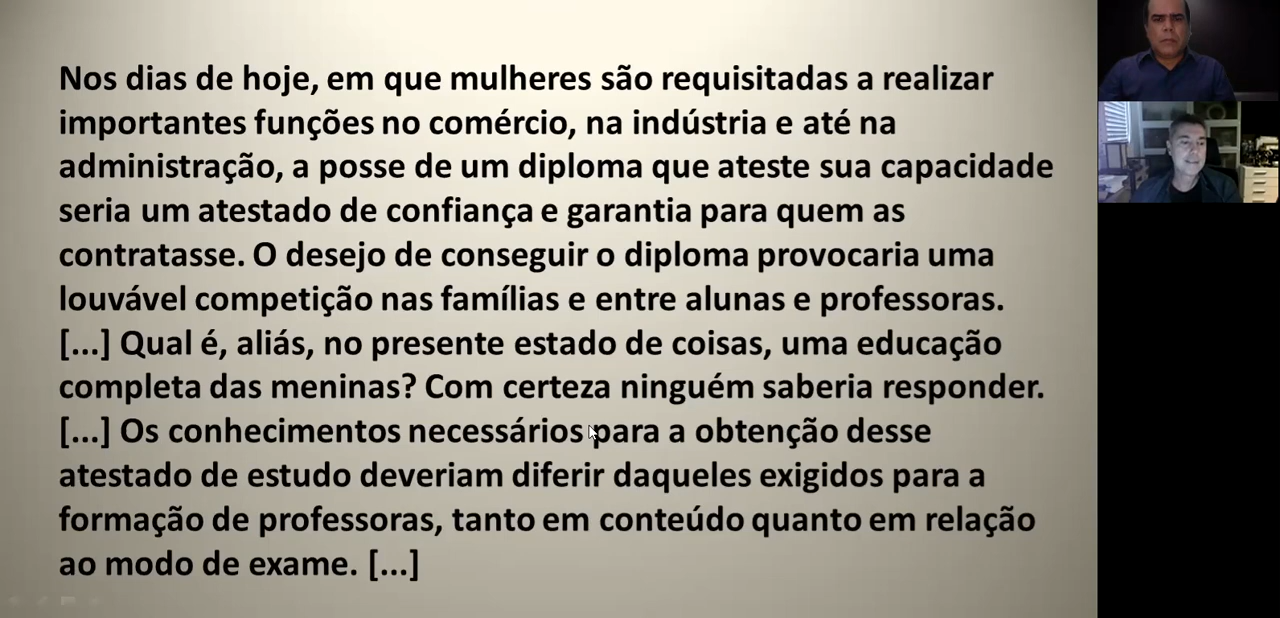 Nos dias de hoje, em que mulheres são requisitadas a realizar
importantes funções no comércio, na indústria e até na
administração, a posse de um diploma que ateste sua capacidade
seria um atestado de confiança e garantia para quem as
contratasse. O desejo de conseguir o diploma provocaria uma
louvável competição nas famílias e entre alunas e professoras.
[...] Qual é, aliás, no presente estado de coisas, uma educação
completa das meninas? Com certeza ninguém saberia responder.
[...] Os conhecimentos necessários para a obtenção desse
atestado de estudo deveriam diferir daqueles exigidos para a
formação de professoras, tanto em conteúdo quanto em relação
ao modo de exame. [...]